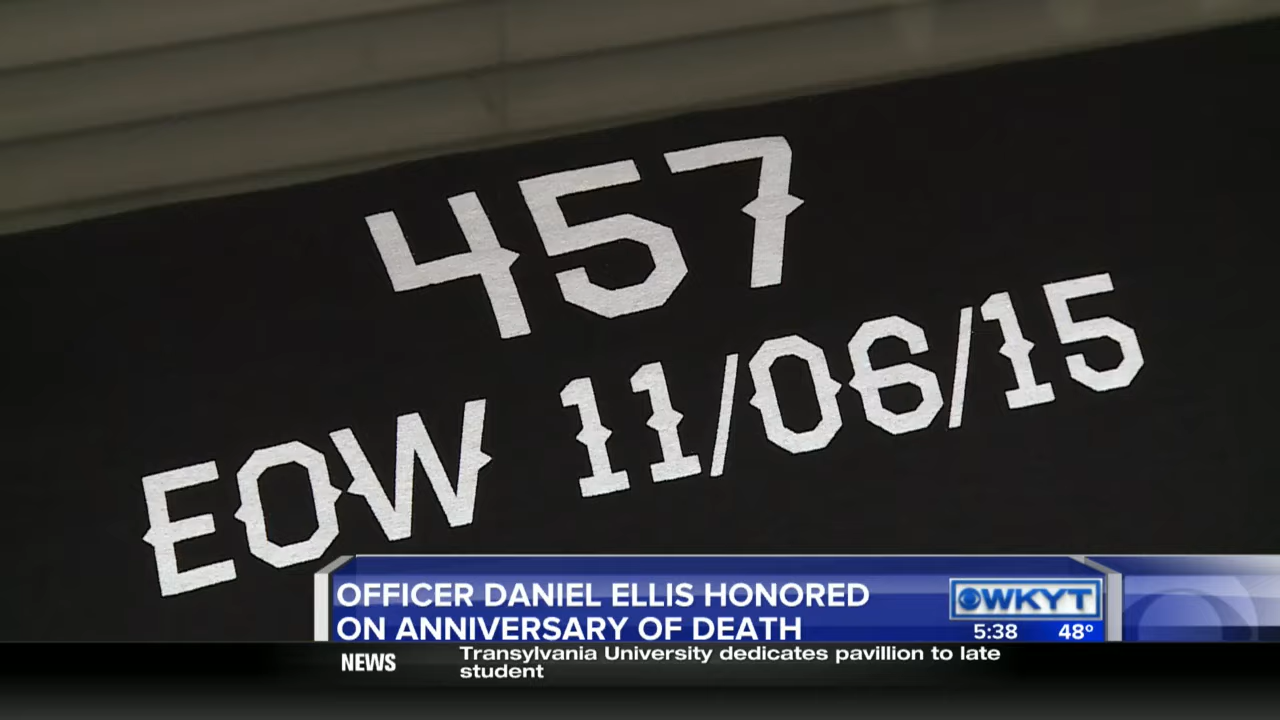 457
EOW 11/06/15
OFFICER DANIEL ELLIS HONORED
ON ANNIVERSARY OF DEATH
WKYT
5:38 48°
NEWS
Transylvania University dedicates pavillion to late
student